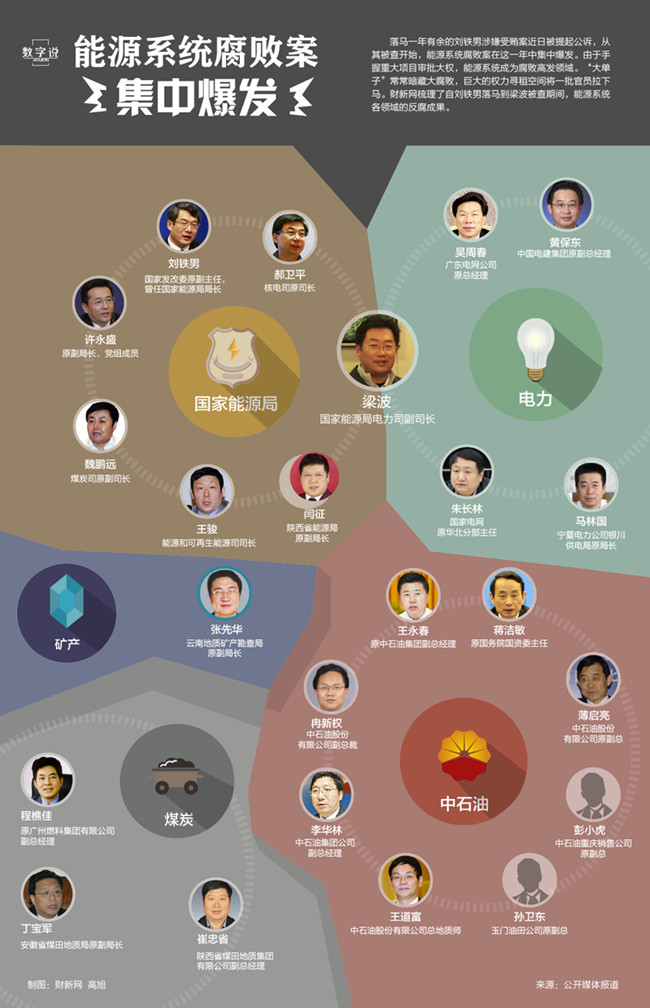 数字说
能源系统腐败案
集中爆发
落马一年有余的刘铁男涉嫌受贿案近日被提起公诉，从
其被查开始，能源系统腐败案在这一年中集中爆发。由于手
握重大项目审批大权，能源系统成为腐败高发领域。“大单
子”常常暗藏大腐败，巨大的权力寻租空间将一批官员拉下
马。财新网梳理了自刘铁男落马到梁波被查期间，能源系统
各领域的反腐成果。
刘铁男
国家发改委原副主任，
曾任国家能源局局长
郝卫平
核电司原司长
许永盛
原副局长、党组成员
国家能源局
梁波
国家能源局电力司副司长
魏鹏远
煤炭司原副司长
王骏
能源和可再生能源司司长
闫征
陕西省能源局
原副局长
吴周春
广东电网公司
原总经理
黄保东
中国电建集团原副总经理
电力
朱长林
国家电网
原华北分部主任
马林国
宁夏电力公司银川
供电局原局长
矿产
张先华
云南地质矿产勘查局
原副局长
王永春
原中石油集团副总经理
蒋洁敏
原国务院国资委主任
冉新权
中石油股份
有限公司副总裁
薄启亮
中石油股份
有限公司原副总
中石油
李华林
中石油集团公司
副总经理
彭小虎
中石油重庆销售公司
原副总
王道富
中石油股份有限公司总地质师
孙卫东
玉门油田公司原副总
煤炭
程樵佳
原广州燃料集团有限公司
副总经理
丁宝军
安徽省煤田地质局原副局长
崔忠省
陕西省煤田地质集团
有限公司副总经理
制图：财新网 高旭
来源：公开媒体报道